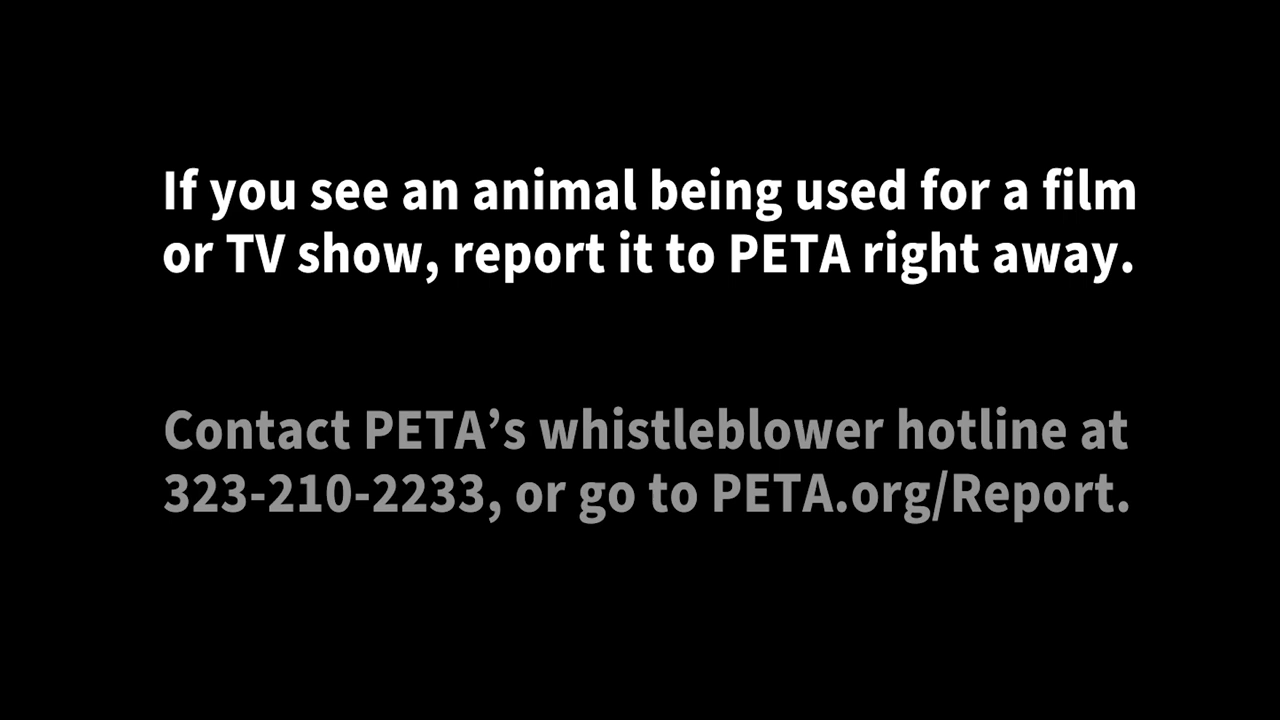 If you see an animal being used for a film
or TV show, report it to PETA right away.
Contact PETA’s whistleblower hotline at
323-210-2233, or go to PETA.org/Report.